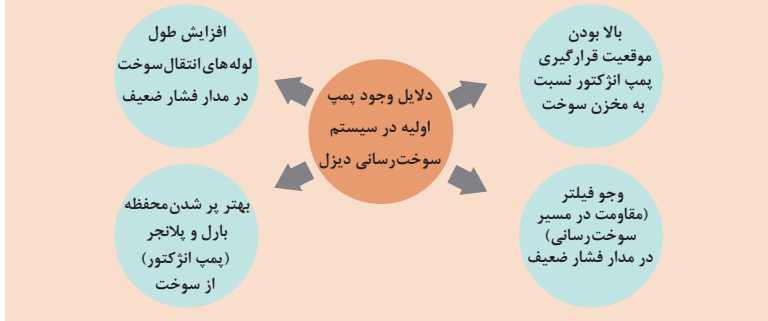 بالا بودن
موقعیت قرارگیری
پمپ انژکتور نسبت
به مخزن سوخت
افزایش طول
لوله‌های انتقال سوخت
در مدار فشار ضعیف
دلایل وجود پمپ
اولیه در سیستم
سوخت‌رسانی دیزل
وجو فیلتر
(مقاومت در مسیر
سوخت‌رسانی)
در مدار فشار ضعیف
بهتر پر شدن محفظه
بارل و پلانجر
(پمپ انژکتور)
از سوخت